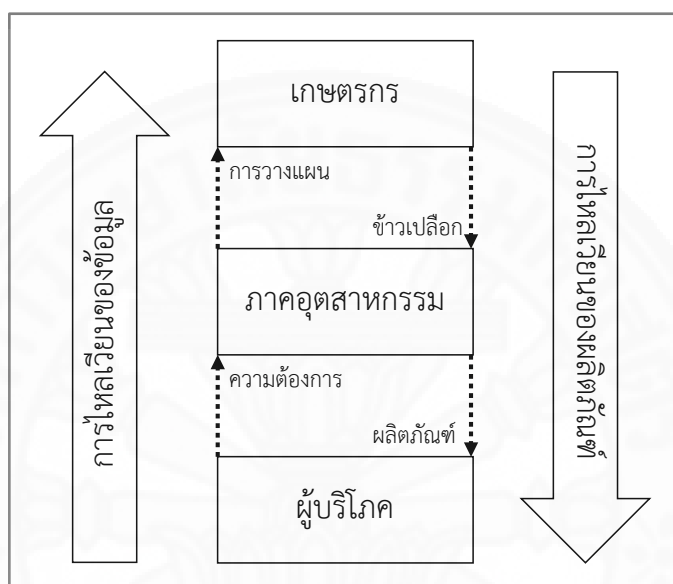 เกษตรกร
การวางแผน
ข้าวเปลือก
ภาคอุตสาหกรรม
ความต้องการ
ผลิตภัณฑ์
ผู้บริโภค
การไหลเวียนของข้อมูล
การไหลเวียนของผลิตภัณฑ์